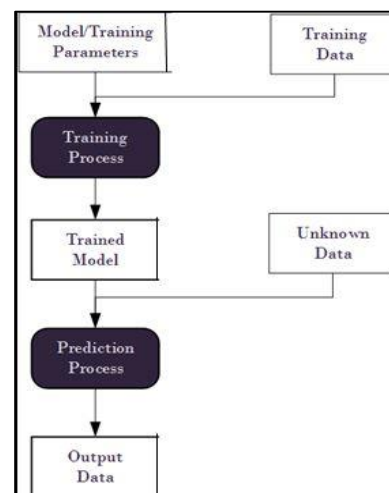 Model/Training
Parameters
Training
Data
Training
Process
Trained
Model
Unknown
Data
Prediction
Process
Output
Data